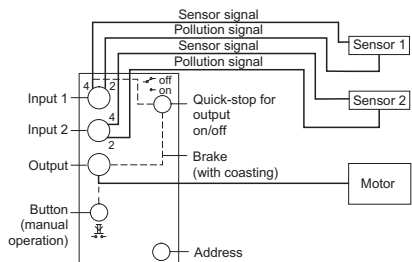 Sensor signal
Pollution signal
Sensor signal
Pollution signal
Sensor 1
Sensor 2
4
2
off
on
Input 1
Quick-stop for
output
on/off
4
Input 2
2
Output
Brake
(with coasting)
Motor
Button
(manual
operation)
Address